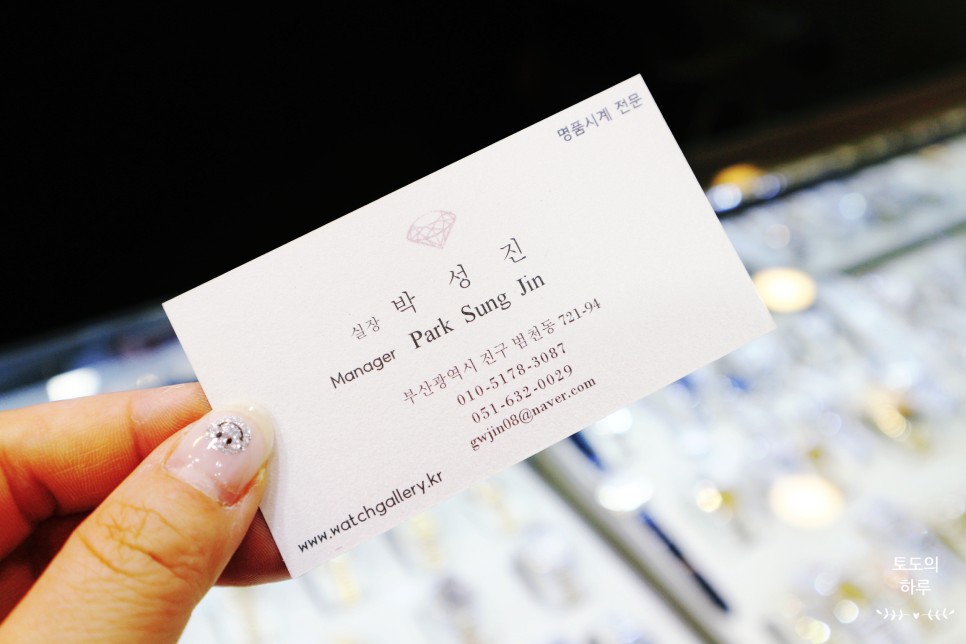 명품시계 전문
실장 박 성 진
Manager Park Sung Jin
부산광역시 진구 범천동 721-94
010-5178-3087
051-632-0029
gwjin08@naver.com
www.watchgallery.kr
토도의
하루